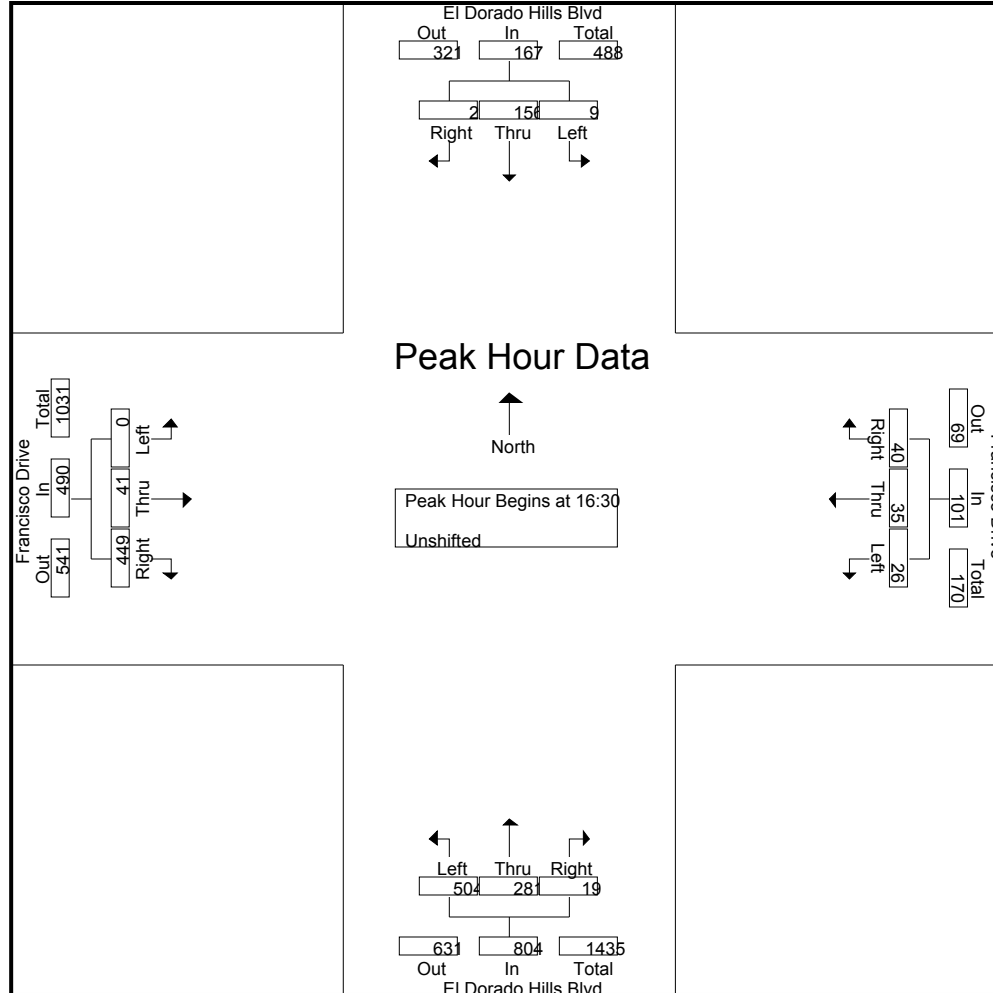 El Dorado Hills Blvd
Out In Total
321 167 488
2 156 9
Right Thru Left
Peak Hour Data
North
Peak Hour Begins at 16:30
Unshifted
Francisco Drive
Total In Out
1031 490 541
0 41 449
Left Thru Right
Right Thru Left
40 35 26
69 101 170
Out In Total
Left Thru Right
504 281 19
631 804 1435
Out In Total
El Dorado Hills Blvd